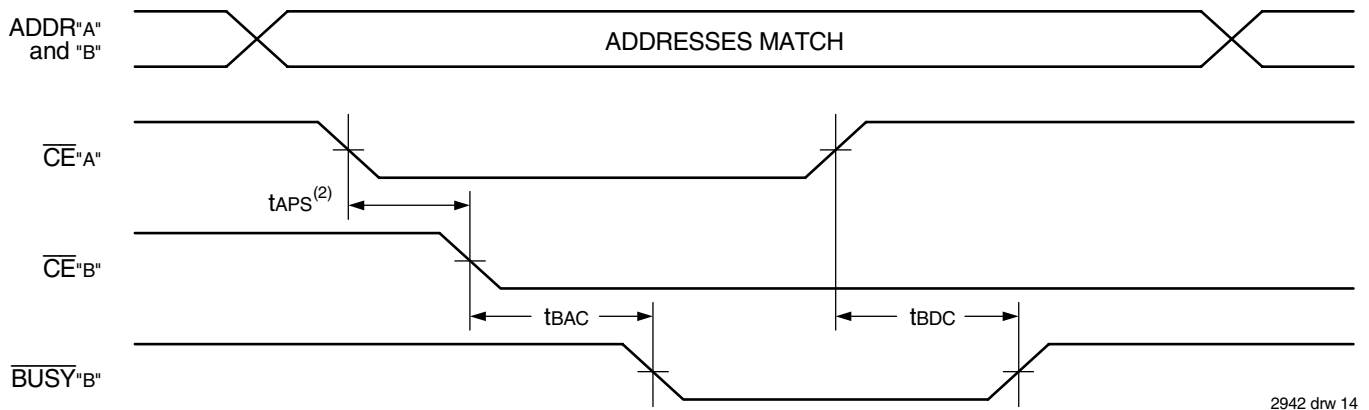 ADDR"A"
and "B"
ADDRESSES MATCH
CE"A"
tAPS(2)
CE"B"
tBAC
tBDC
BUSY"B"
2942 drw 14